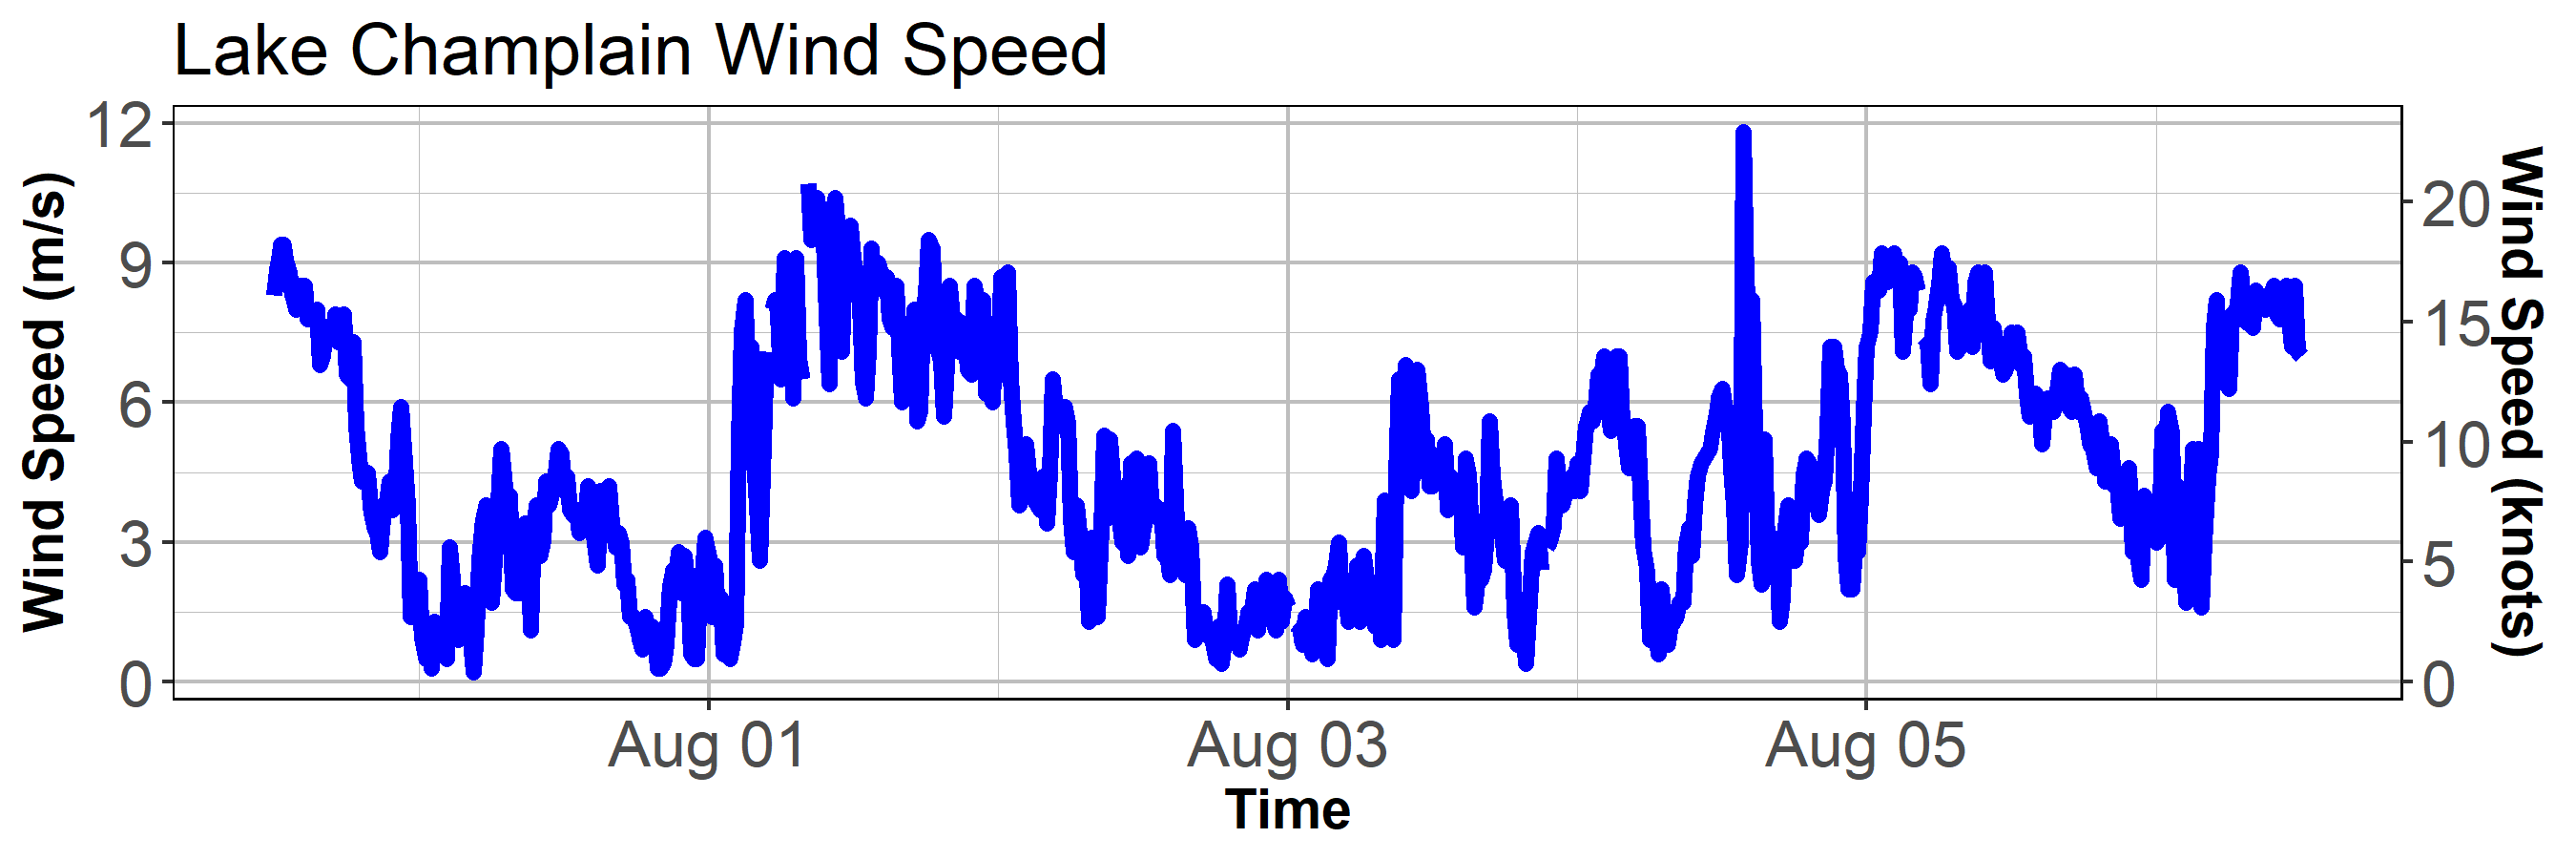 Lake Champlain Wind Speed
Wind Speed (m/s)
12
9
6
3
0
Wind Speed (knots)
20
15
10
5
0
Aug 01
Aug 03
Aug 05
Time